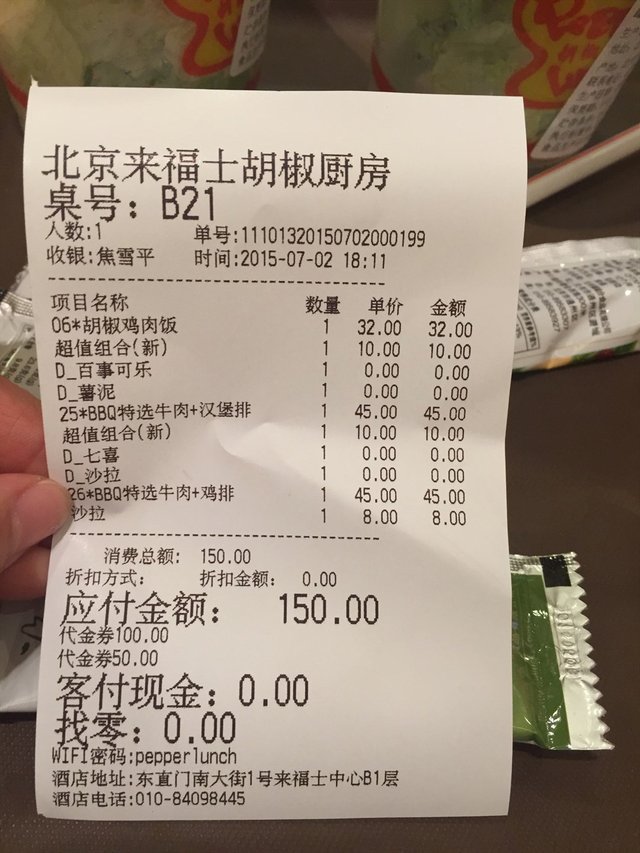 北京来福士胡椒厨房
桌号：B21
人数:1 单号:11101320150702000199
收银:焦雪平 时间:2015-07-02 18:11
项目名称 数量 单价 金额
06*胡椒鸡肉饭 1 32.00 32.00
超值组合(新) 1 10.00 10.00
D_百事可乐 1 0.00 0.00
D_薯泥 1 0.00 0.00
25*BBQ特选牛肉+汉堡排 1 45.00 45.00
超值组合(新) 1 10.00 10.00
D_七喜 1 0.00 0.00
D_沙拉 1 0.00 0.00
26*BBQ特选牛肉+鸡排 1 45.00 45.00
沙拉 1 8.00 8.00
消费总额: 150.00
折扣方式: 折扣金额: 0.00
应付金额: 150.00
代金券100.00
代金券50.00
客付现金: 0.00
找零: 0.00
WIFI密码:pepperlunch
酒店地址:东直门南大街1号来福士中心B1层
酒店电话:010-84098445